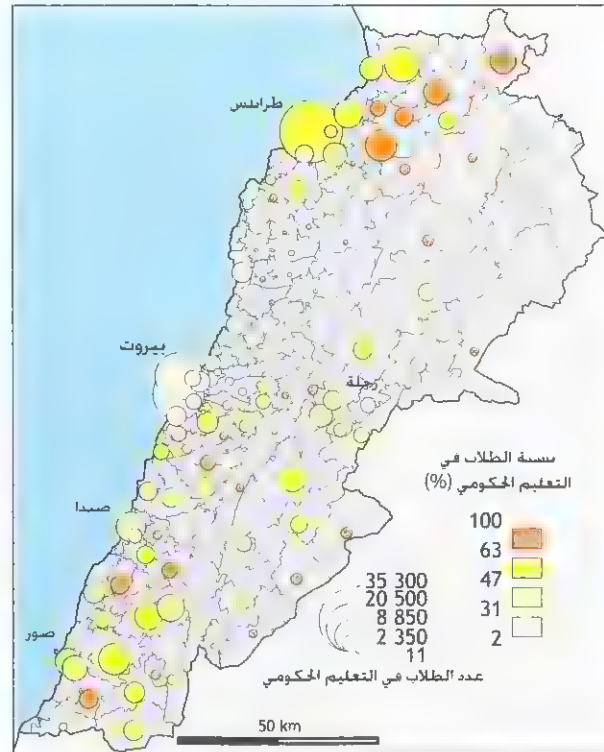 طرابلس
بيروت
زحلة
صيدا
صور
نسبة الطلاب في
التعليم الحكومي (%)
100
63
47
31
2
35 300
20 500
8 850
2 350
11
عدد الطلاب في التعليم الحكومي
50 km